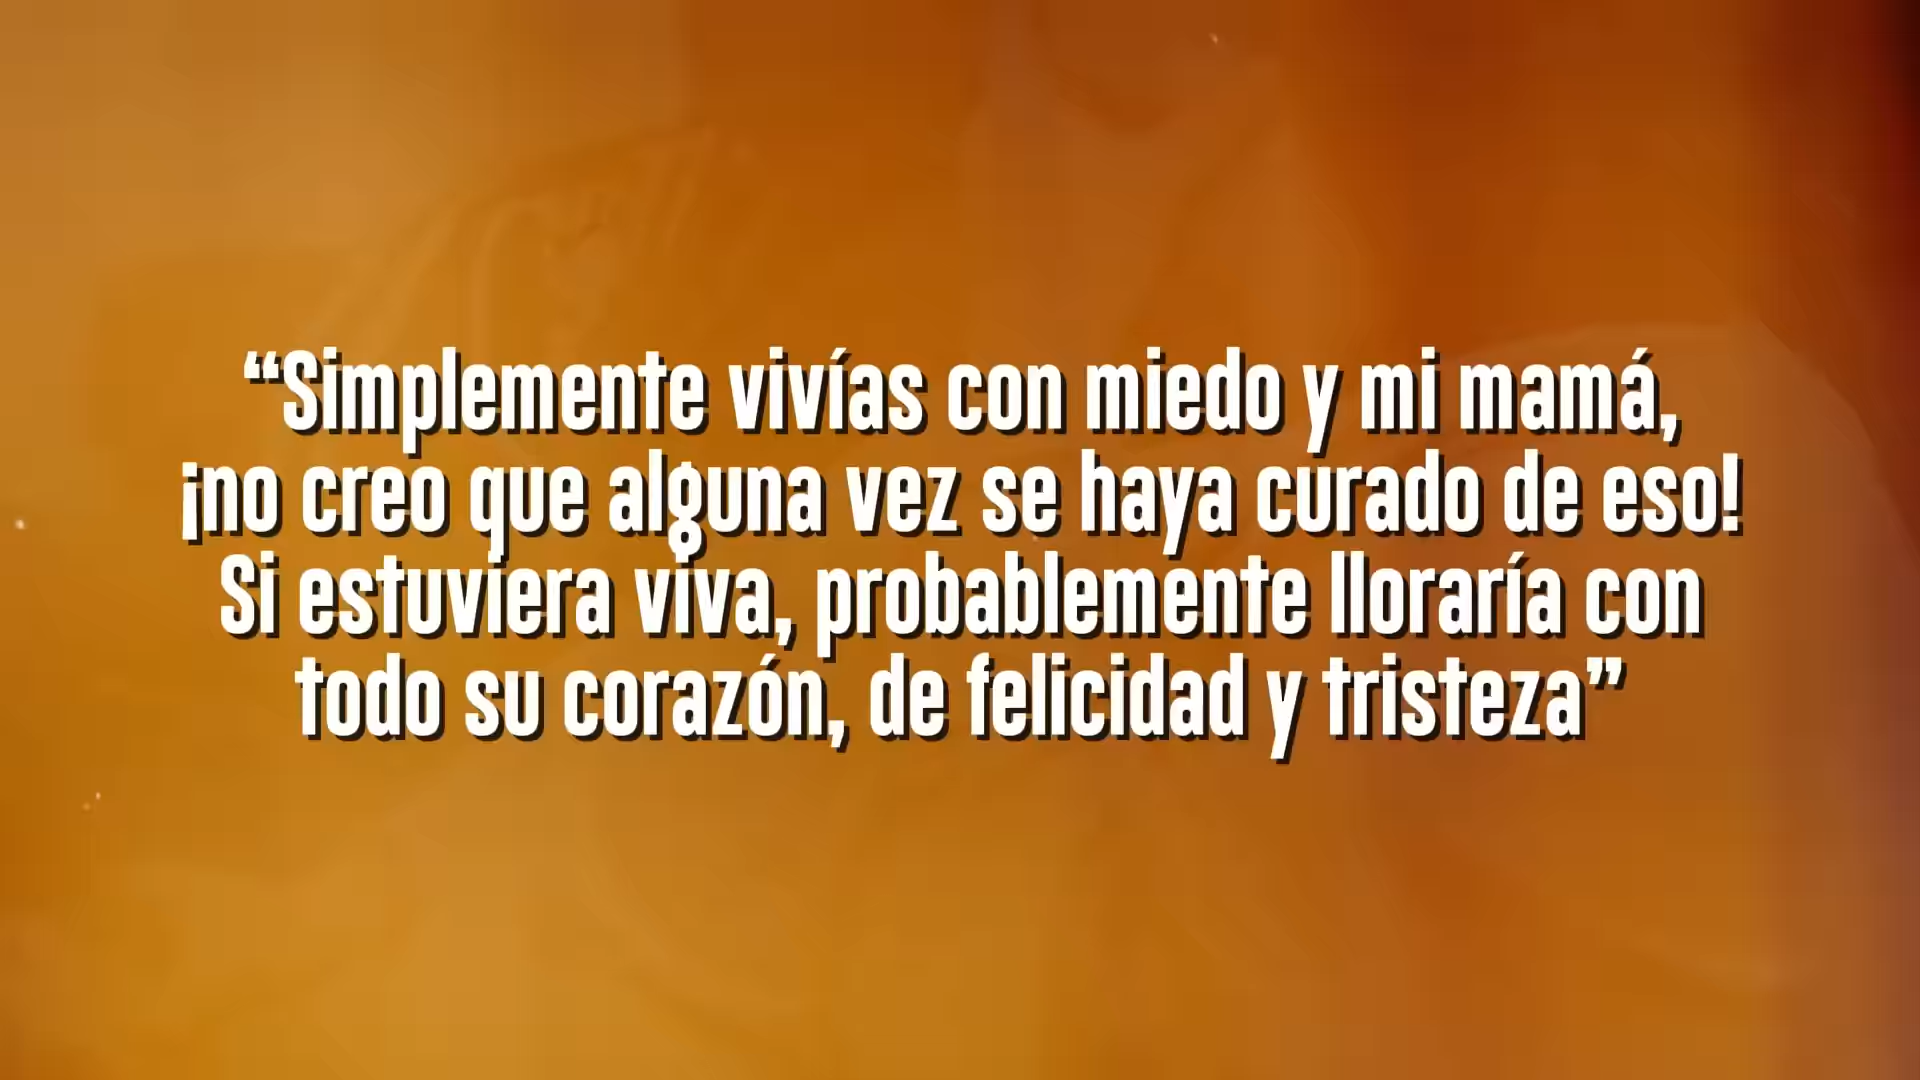 “Simplemente vivías con miedo y mi mamá,
¡no creo que alguna vez se haya curado de eso!
Si estuviera viva, probablemente lloraría con
todo su corazón, de felicidad y tristeza”